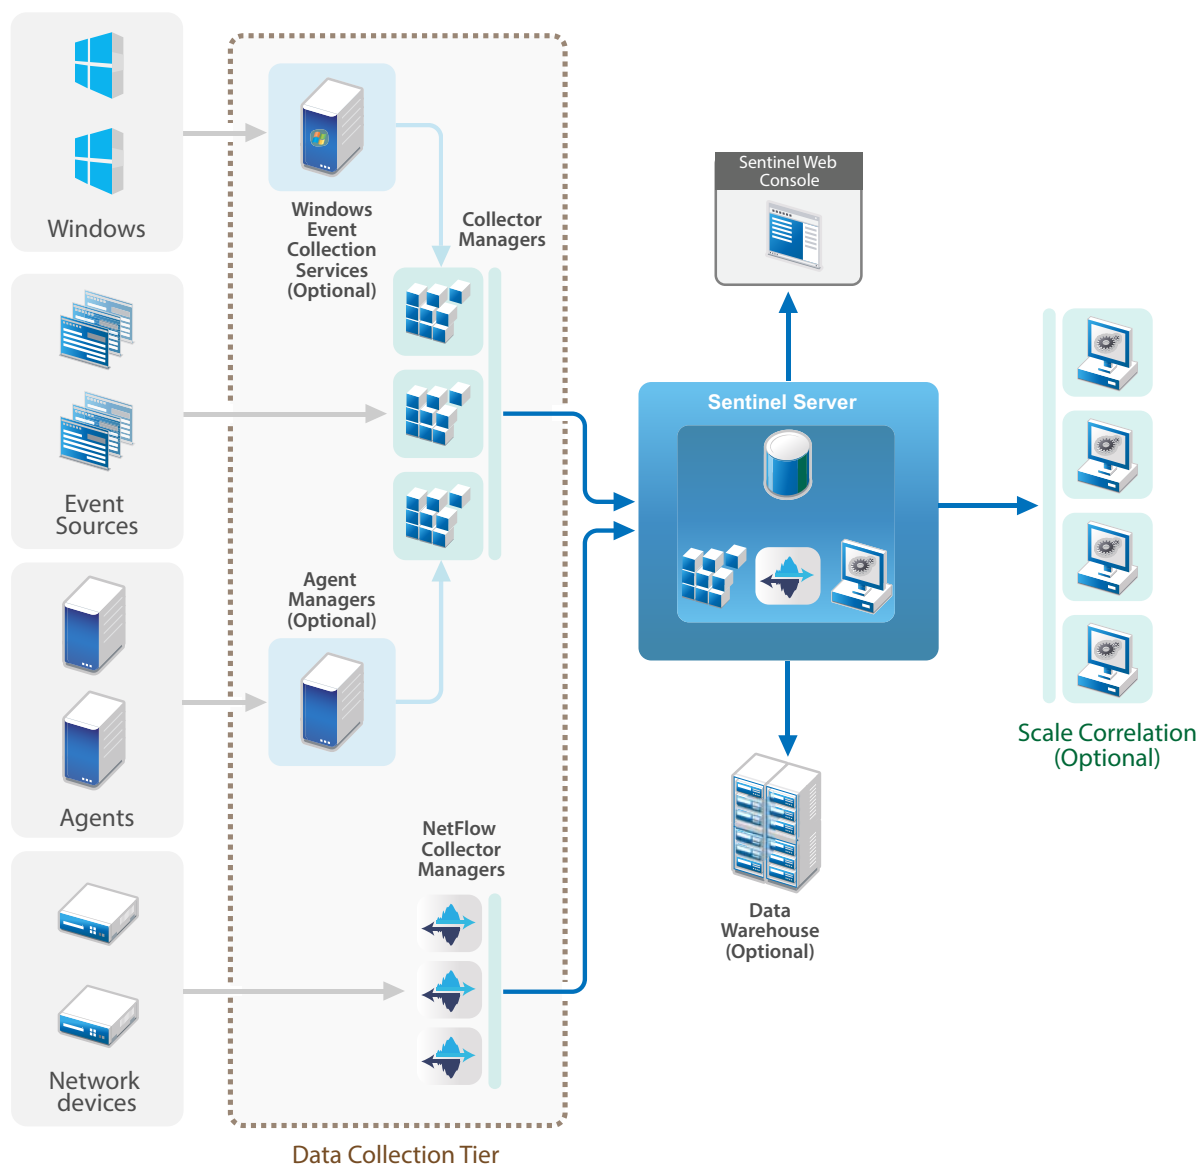 Windows
Event
Sources
Agents
Network
devices
Windows
Event
Collection
Services
(Optional)
Collector
Managers
Agent
Managers
(Optional)
NetFlow
Collector
Managers
Data Collection Tier
Sentinel Web
Console
Sentinel Server
Data
Warehouse
(Optional)
Scale Correlation
(Optional)